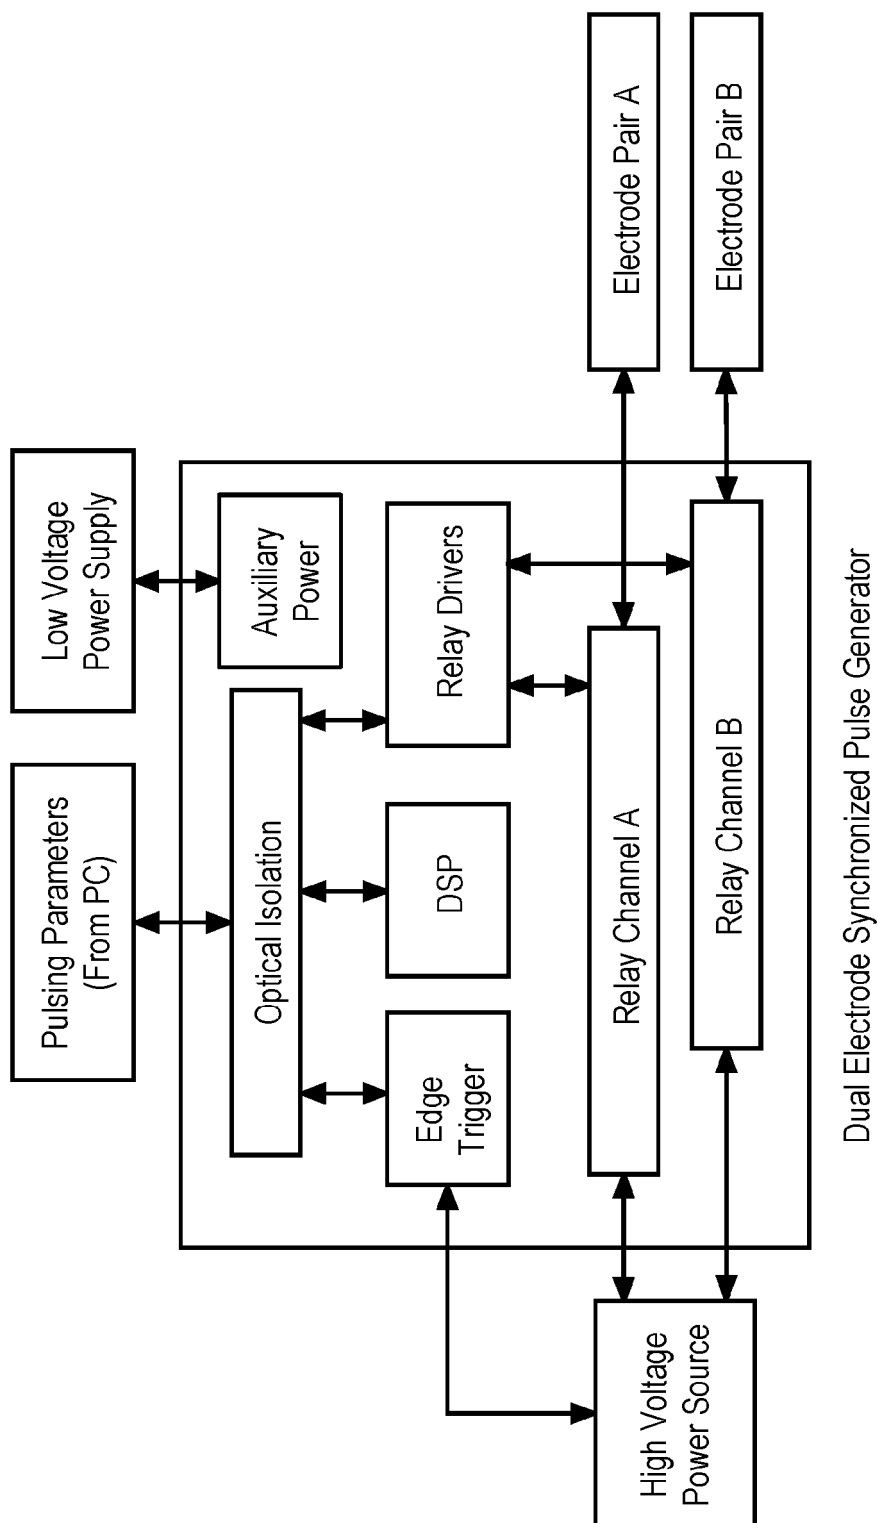 Pulsing Parameters
(From PC)
Low Voltage
Power Supply
Optical Isolation
Auxiliary
Power
Edge
Trigger
DSP
Relay Drivers
High Voltage
Power Source
Relay Channel A
Electrode Pair A
Relay Channel B
Electrode Pair B
Dual Electrode Synchronized Pulse Generator